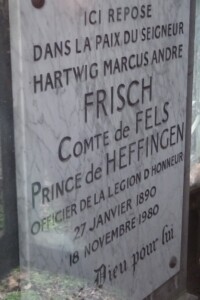 ICI REPOSE
DANS LA PAIX DU SEIGNEUR
HARTWIG MARCUS ANDRE
FRISCH
COMTE de FELS
PRINCE de HEFFINGEN
OFFICIER DE LA LEGION D'HONNEUR
27 JANVIER 1890
18 NOVEMBRE 1980
Dieu pour lui